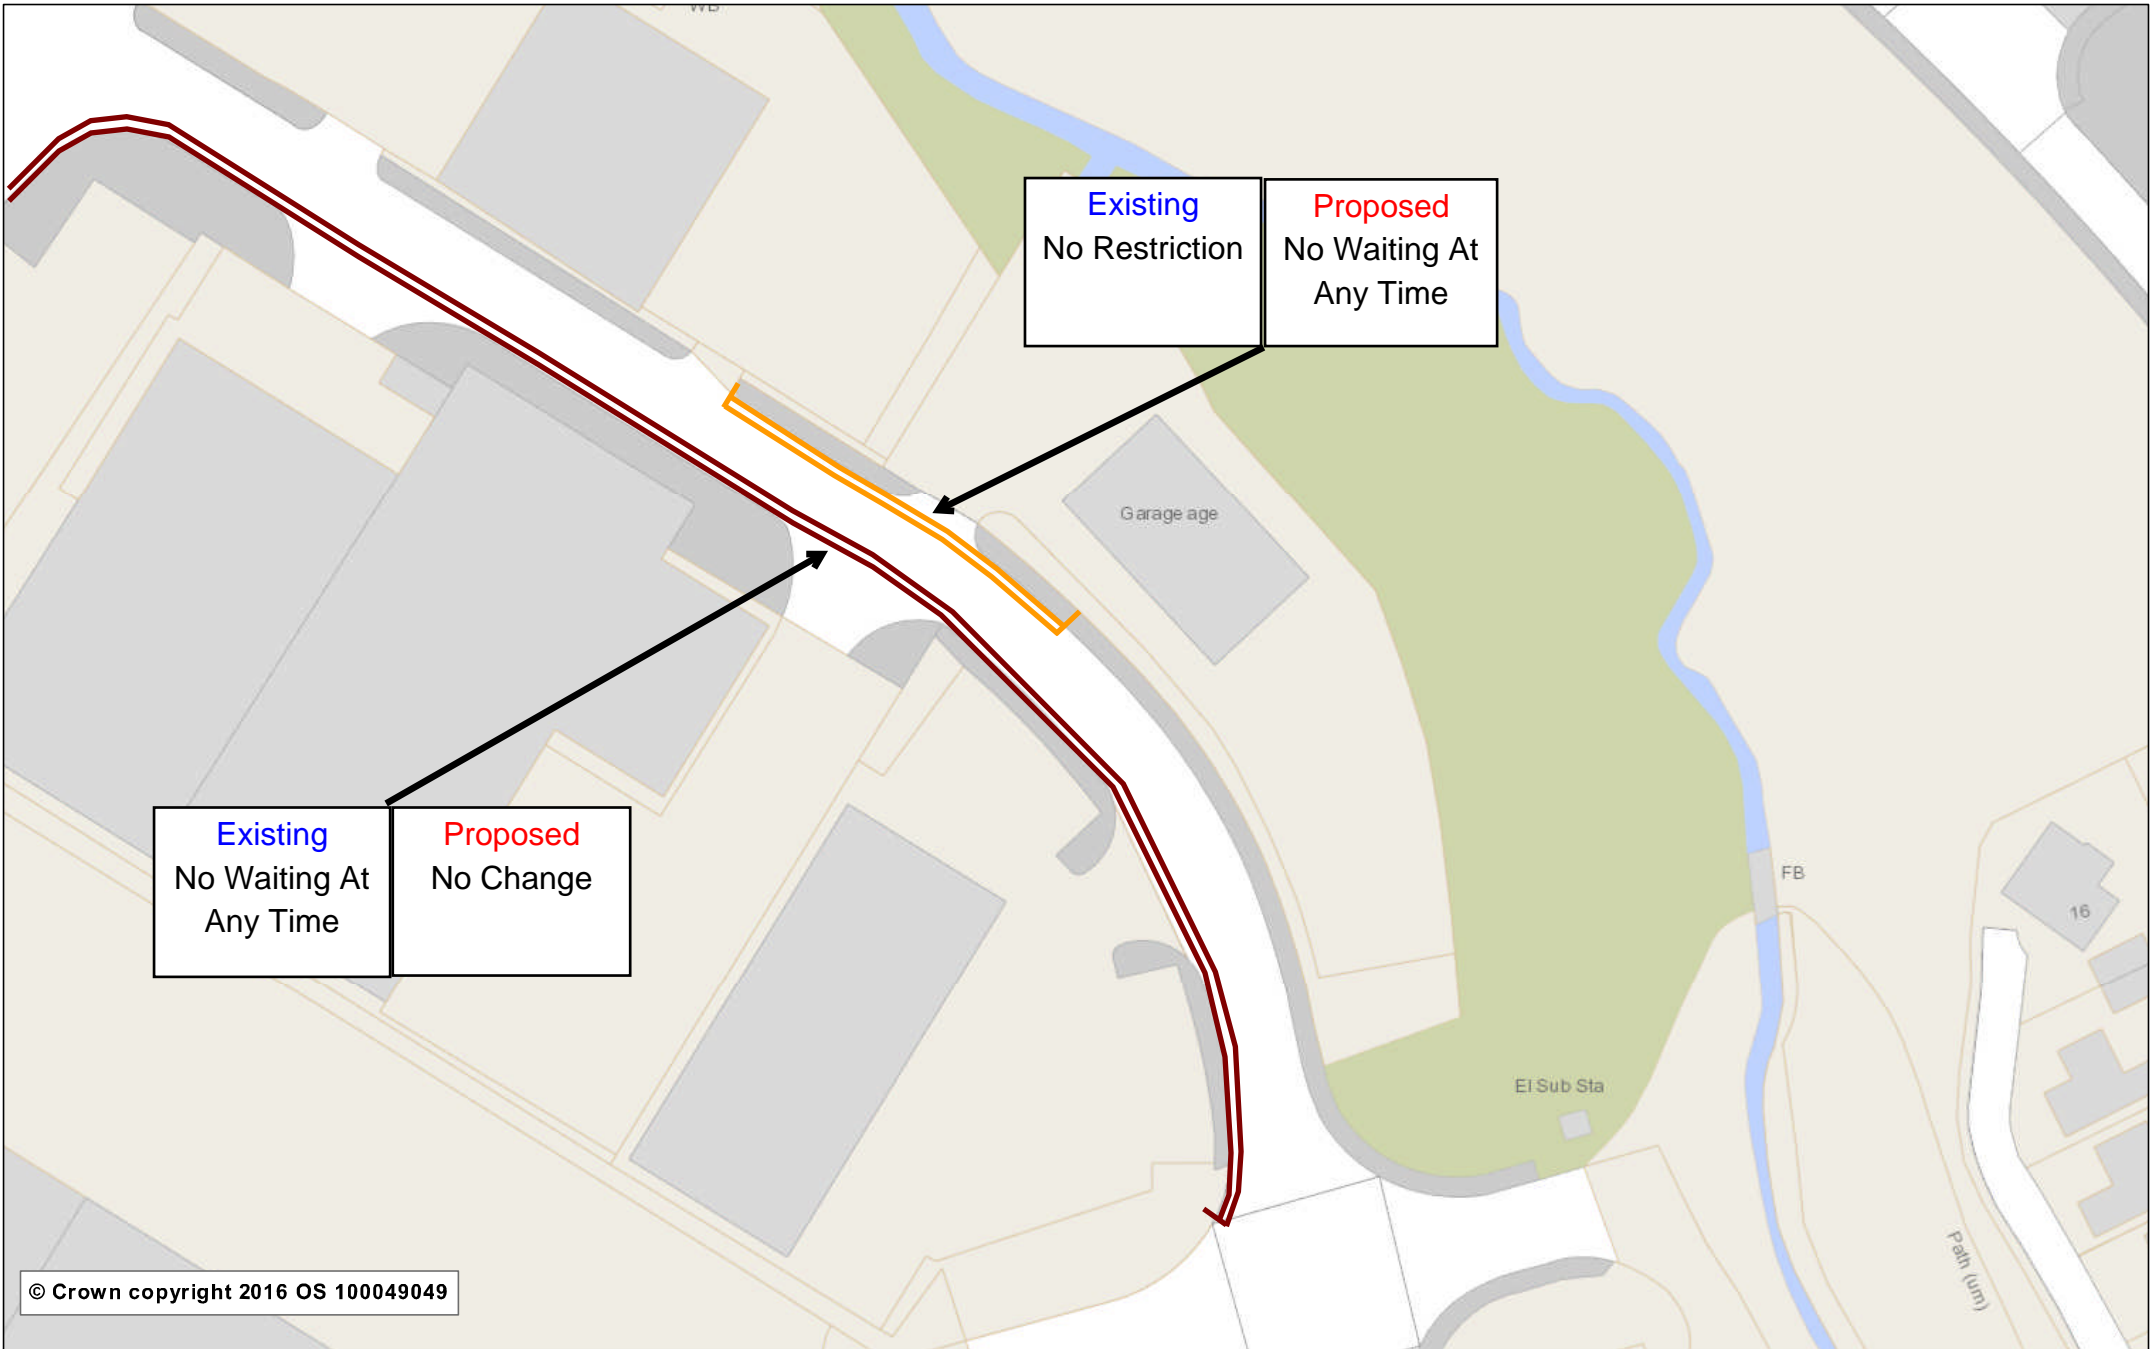 WB
Existing
No Restriction
Proposed
No Waiting At
Any Time
Garage age
Existing
No Waiting At
Any Time
Proposed
No Change
FB
16
El Sub Sta
Path (um)
© Crown copyright 2016 OS 100049049